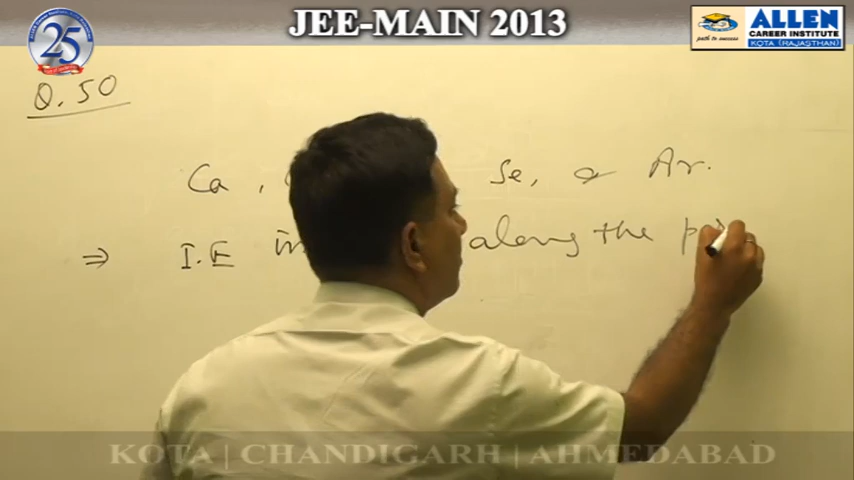 JEE-MAIN 2013
25
path to success
ALLEN
CAREER INSTITUTE
KOTA (RAJASTHAN)
Q.50
Ca, Se, & Ar.
⇒ I.E in along the
KOTA | CHANDIGARH | AHMEDABAD